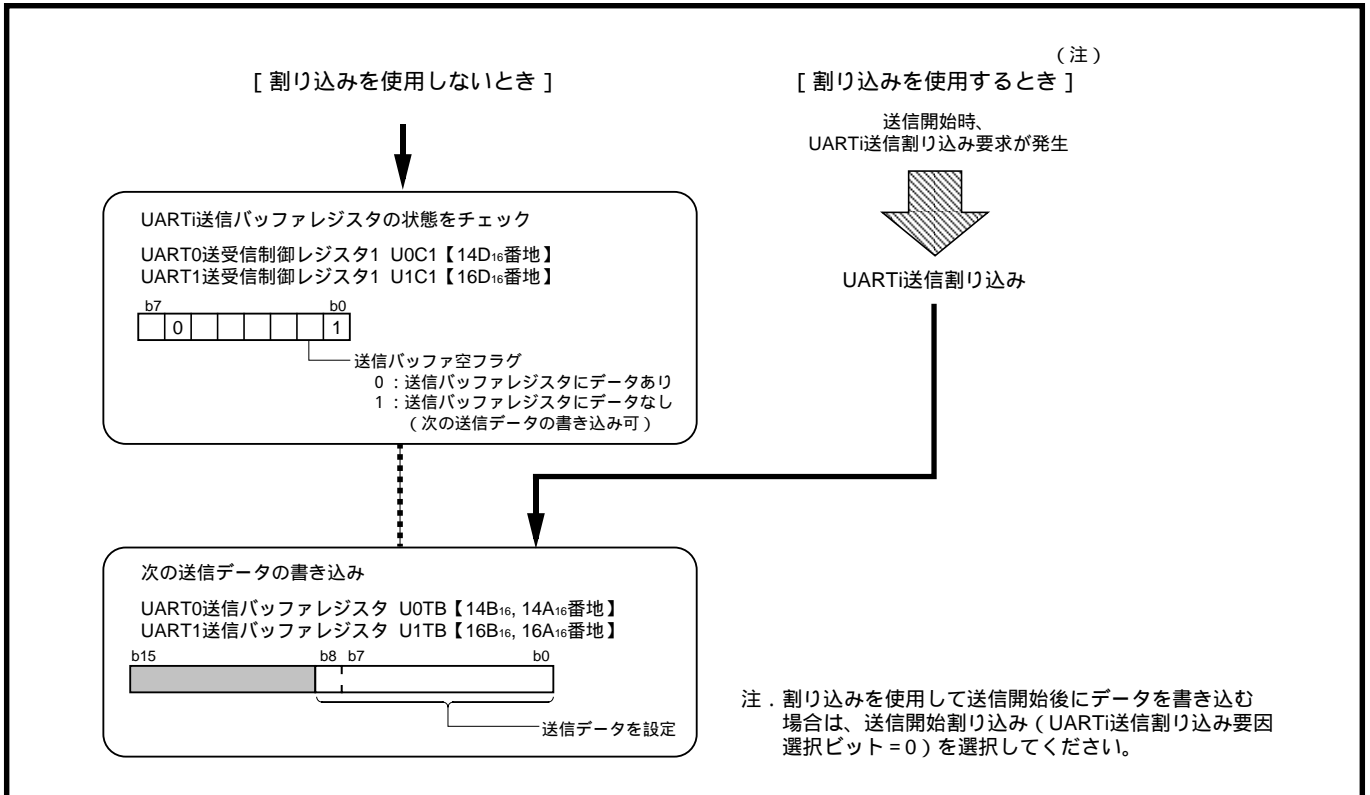 [ 割り込みを使用しないとき ]
UARTi送信バッファレジスタの状態をチェック
UART0送受信制御レジスタ1 U0C1【14D₁₆番地】
UART1送受信制御レジスタ1 U1C1【16D₁₆番地】
b7 b0
0 1
送信バッファ空フラグ
0 : 送信バッファレジスタにデータあり
1 : 送信バッファレジスタにデータなし
( 次の送信データの書き込み可 )
( 注 )
[ 割り込みを使用するとき ]
送信開始時、
UARTi送信割り込み要求が発生
UARTi送信割り込み
次の送信データの書き込み
UART0送信バッファレジスタ U0TB【14B₁₆, 14A₁₆番地】
UART1送信バッファレジスタ U1TB【16B₁₆, 16A₁₆番地】
b15 b8 b7 b0
送信データを設定
注 . 割り込みを使用して送信開始後にデータを書き込む
場合は、送信開始割り込み ( UARTi送信割り込み要因
選択ビット = 0 ) を選択してください。